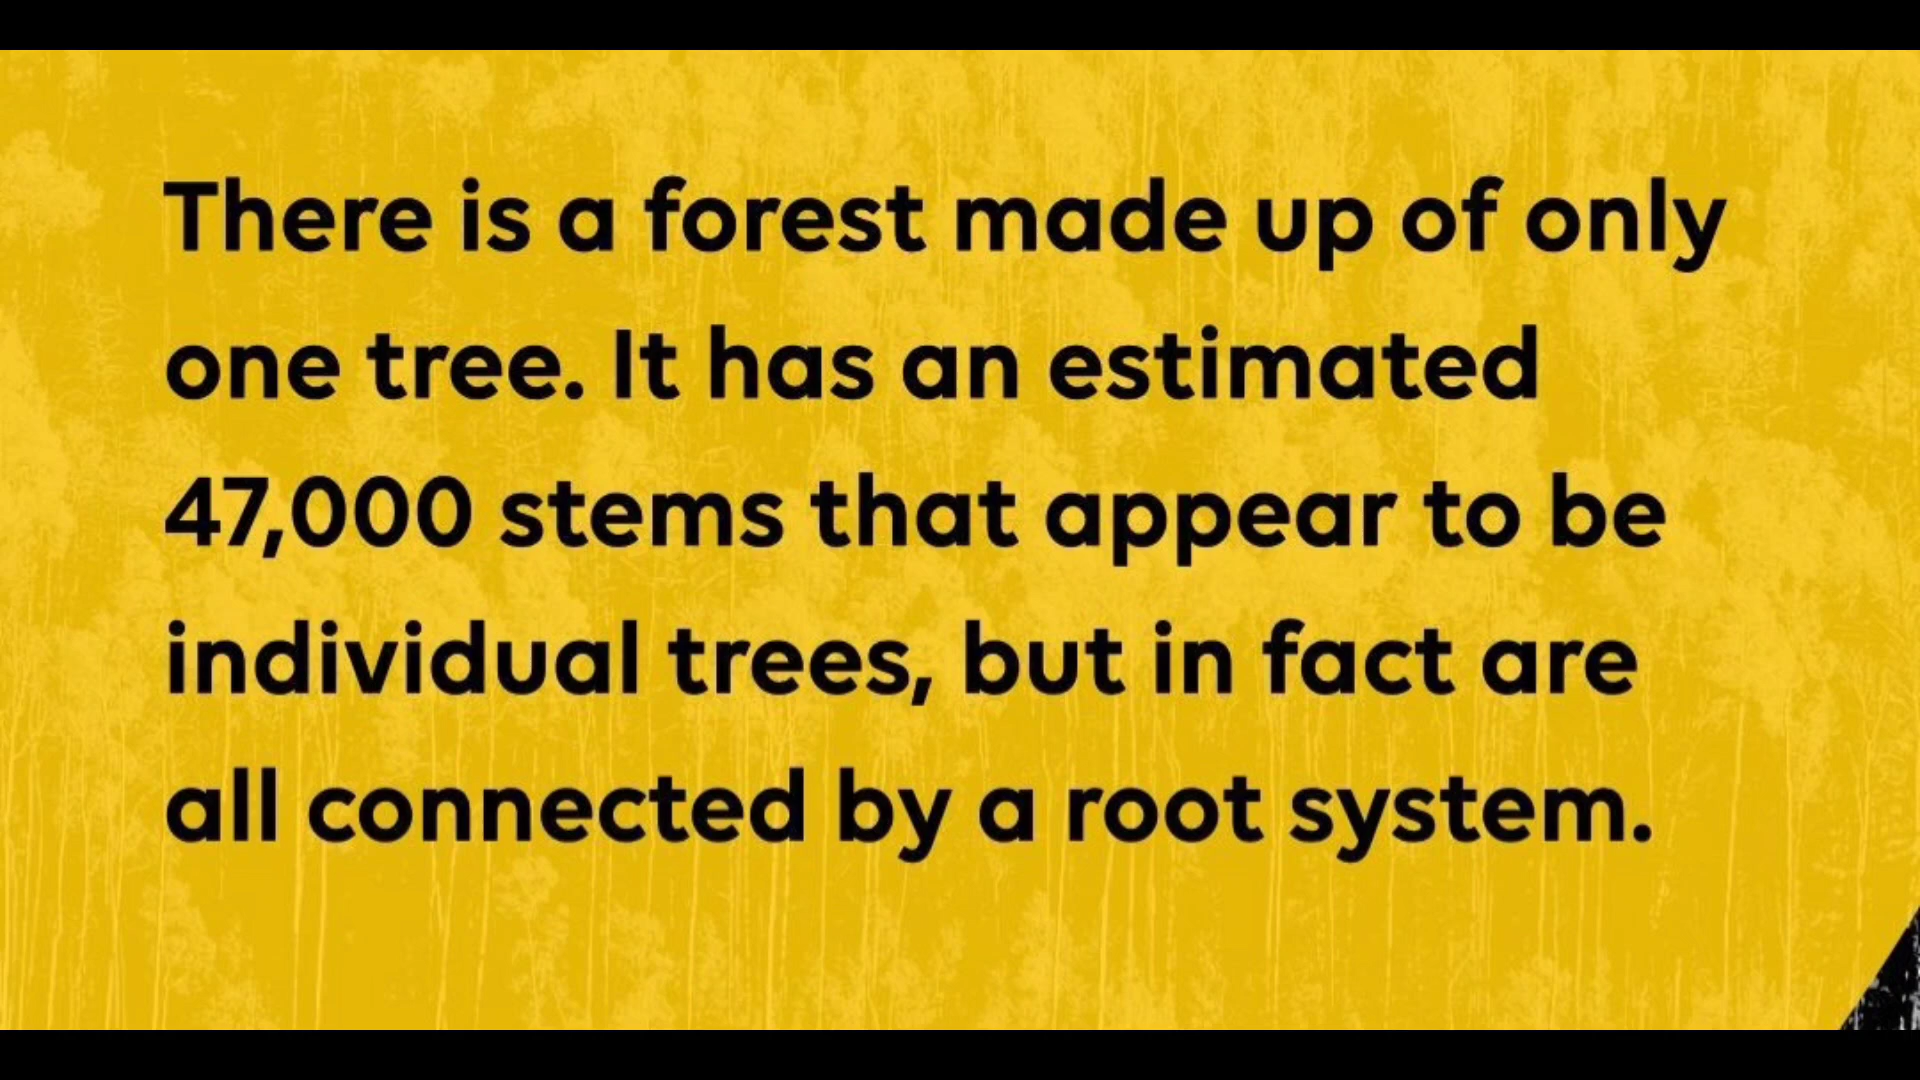 There is a forest made up of only
one tree. It has an estimated
47,000 stems that appear to be
individual trees, but in fact are
all connected by a root system.